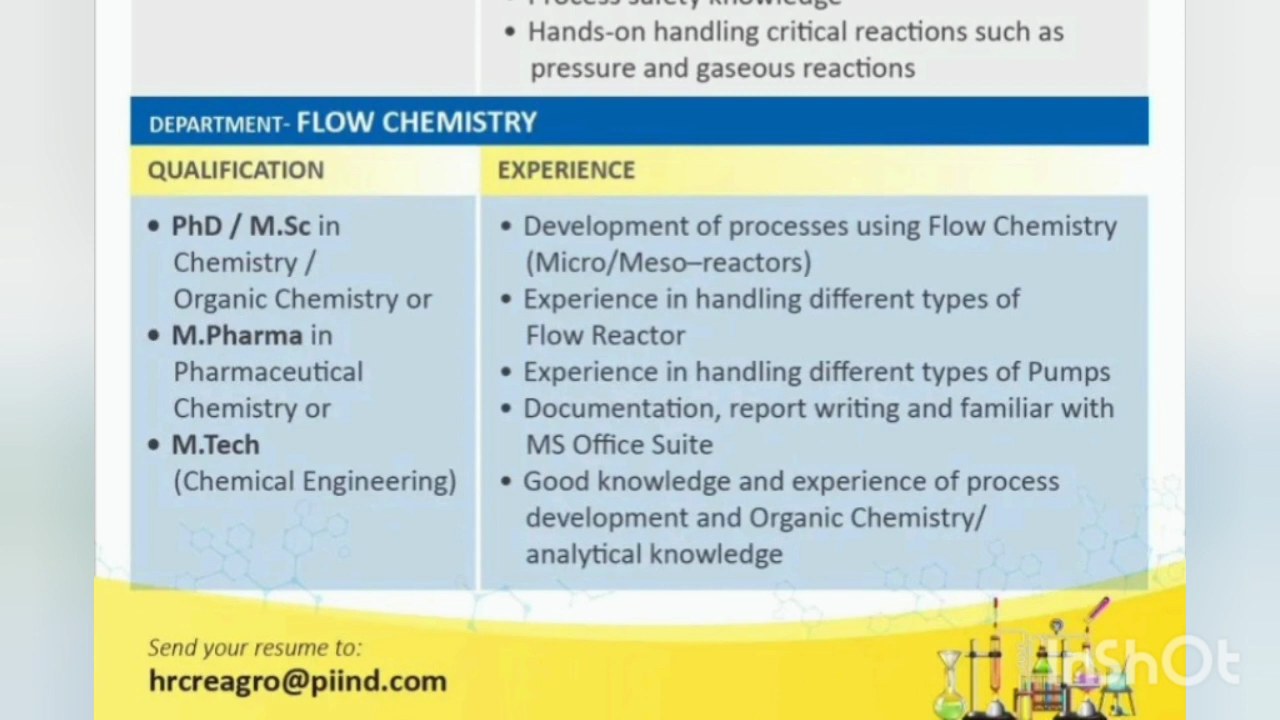 Process safety knowledge
• Hands-on handling critical reactions such as
pressure and gaseous reactions
DEPARTMENT- FLOW CHEMISTRY
QUALIFICATION
• PhD / M.Sc in
Chemistry /
Organic Chemistry or
• M.Pharma in
Pharmaceutical
Chemistry or
• M.Tech
(Chemical Engineering)
EXPERIENCE
• Development of processes using Flow Chemistry
(Micro/Meso–reactors)
• Experience in handling different types of
Flow Reactor
• Experience in handling different types of Pumps
• Documentation, report writing and familiar with
MS Office Suite
• Good knowledge and experience of process
development and Organic Chemistry/
analytical knowledge
Send your resume to:
hrcreagro@piind.com
InShOt